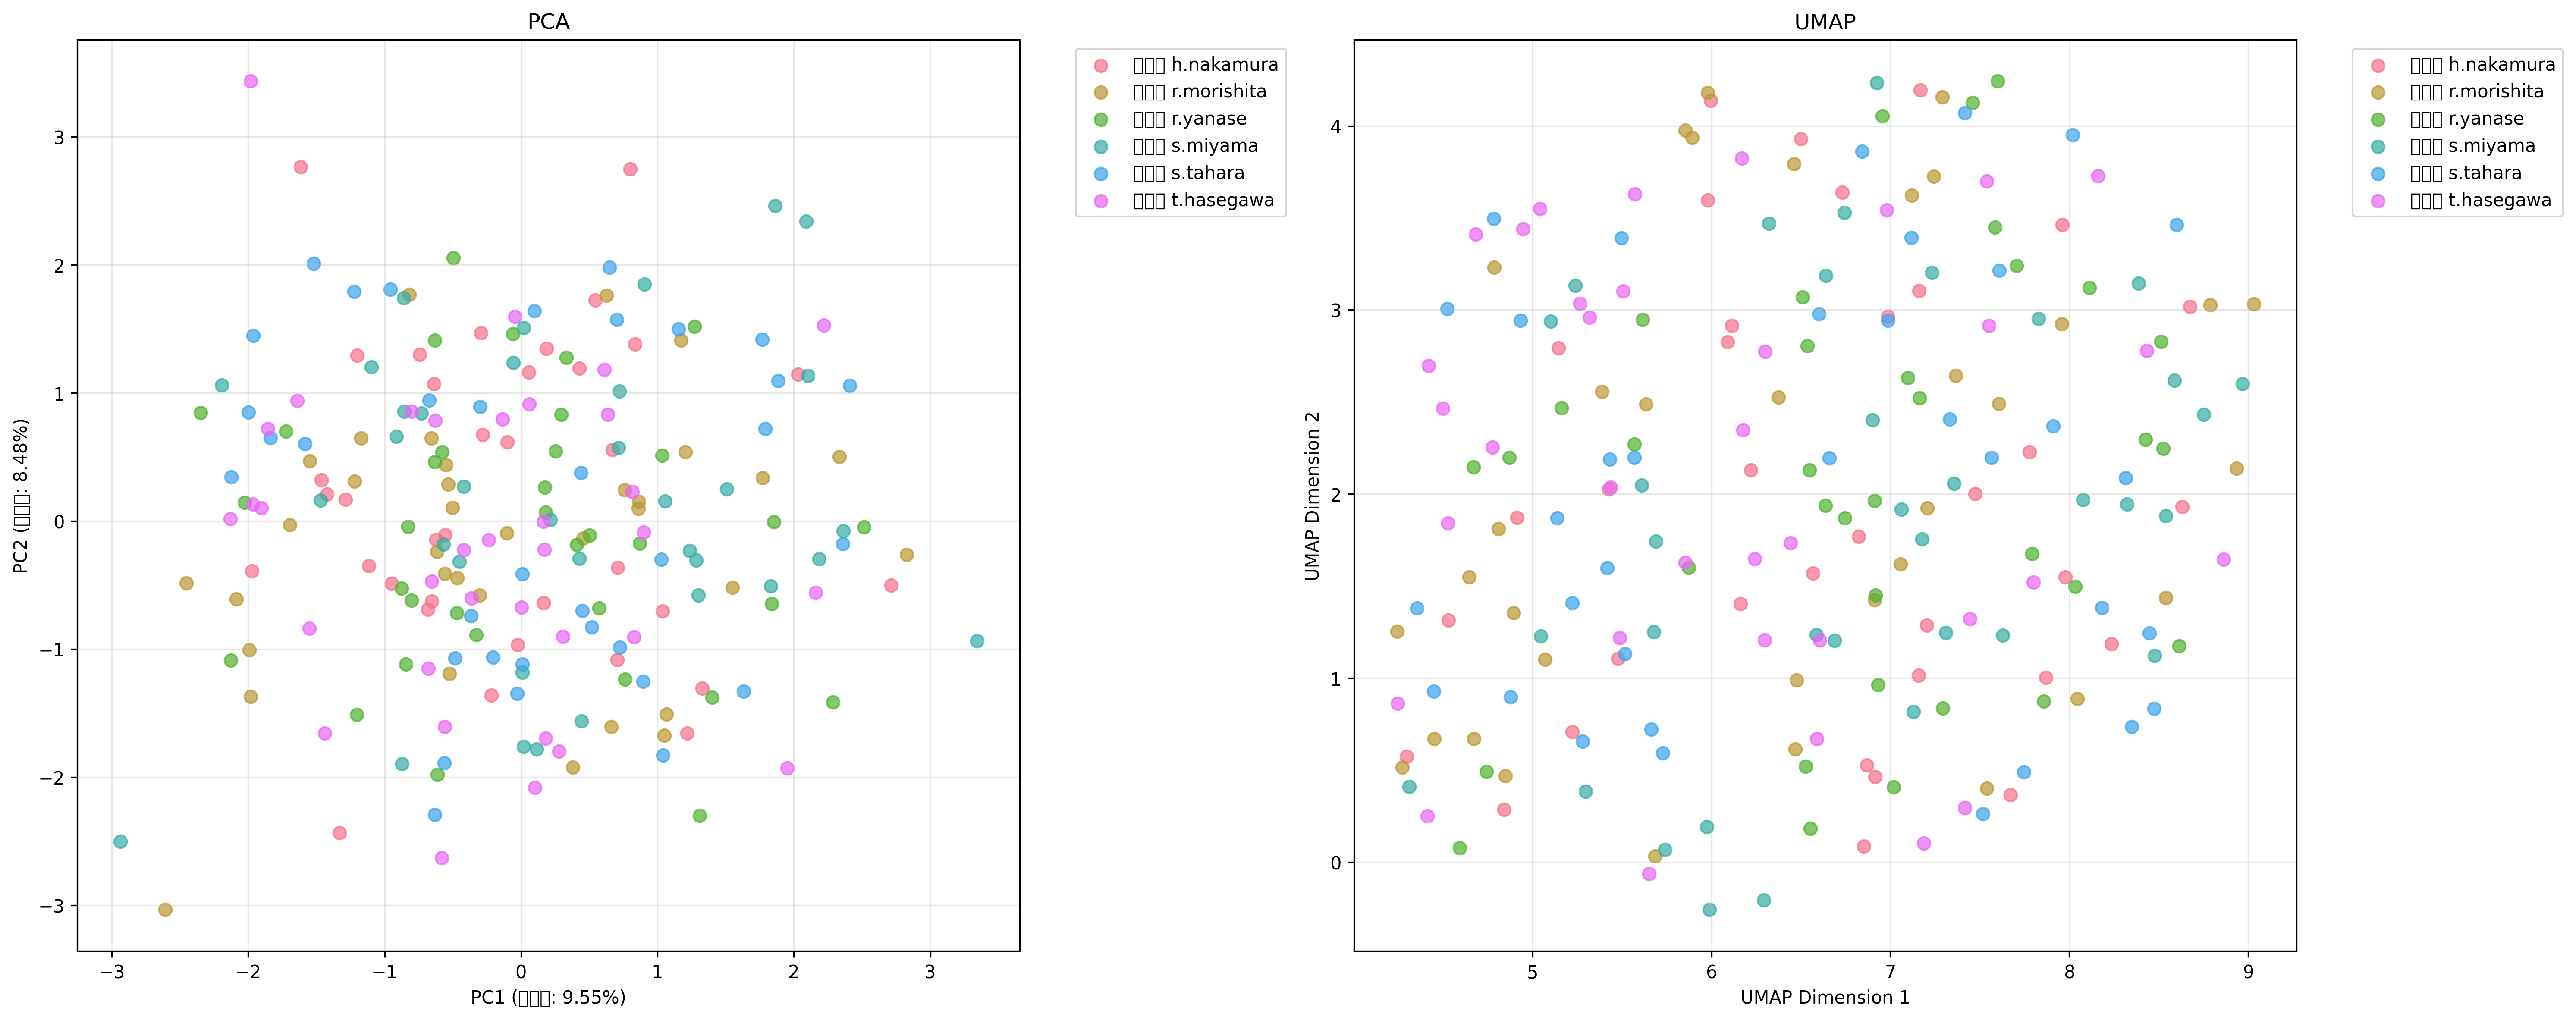 PCA
3
2
1
0
−1
−2
−3
PC2 (□□□: 8.48%)
−3
−2
−1
0
1
2
3
PC1 (□□□: 9.55%)
□□□ h.nakamura
□□□ r.morishita
□□□ r.yanase
□□□ s.miyama
□□□ s.tahara
□□□ t.hasegawa
UMAP
4
3
2
1
0
UMAP Dimension 2
5
6
7
8
9
UMAP Dimension 1
□□□ h.nakamura
□□□ r.morishita
□□□ r.yanase
□□□ s.miyama
□□□ s.tahara
□□□ t.hasegawa